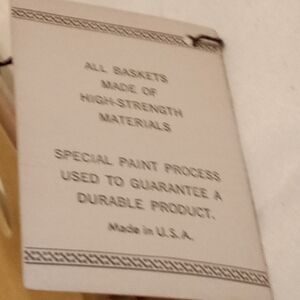 ALL BASKETS
MADE OF
HIGH-STRENGTH
MATERIALS
SPECIAL PAINT PROCESS
USED TO GUARANTEE A
DURABLE PRODUCT.
Made in U.S.A.